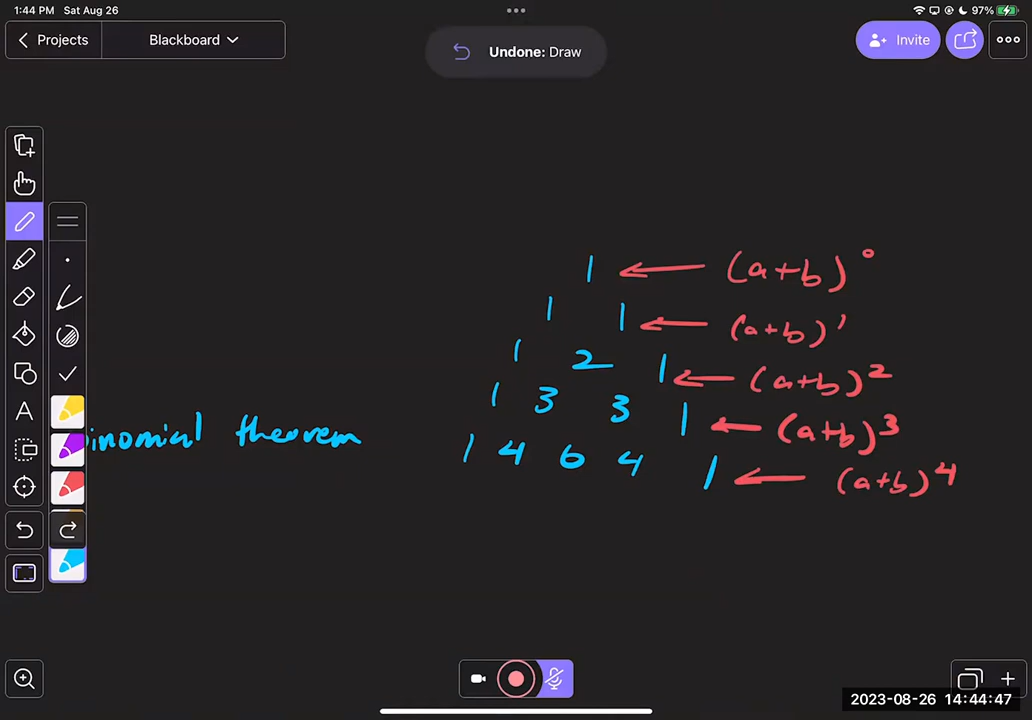 1:44 PM Sat Aug 26
97%
Projects
Blackboard
Undone: Draw
Invite
1 ← (a+b)⁰
1 1 ← (a+b)¹
1 2 1 ← (a+b)²
1 3 3 1 ← (a+b)³
inomial theorem
1 4 6 4 1 ← (a+b)⁴
A
2023-08-26 14:44:47